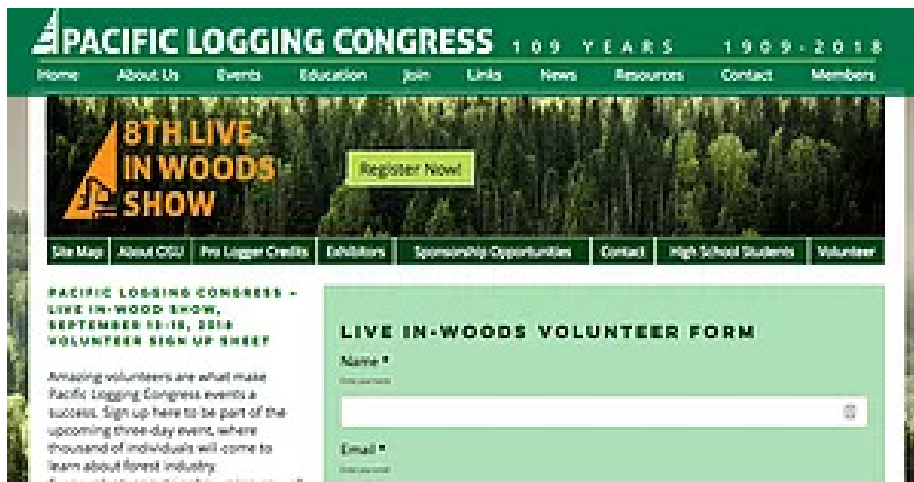 PACIFIC LOGGING CONGRESS 109 YEARS 1909-2018
Home About Us Events Education Join Links News Resources Contact Members
8TH LIVE
IN WOODS
SHOW
Register Now!
Site Map About OSU Pro Logger Credits Exhibitors Sponsorship Opportunities Contact High School Students Volunteer
PACIFIC LOGGING CONGRESS –
LIVE IN-WOOD SHOW,
SEPTEMBER 2018
VOLUNTEER SIGN UP SHEET
Amazing volunteers are what make
Pacific Logging Congress events a
success. Sign up here to be part of the
upcoming three-day event, where
thousand of individuals will come to
learn about forest industry.
LIVE IN-WOODS VOLUNTEER FORM
Name *
Email *